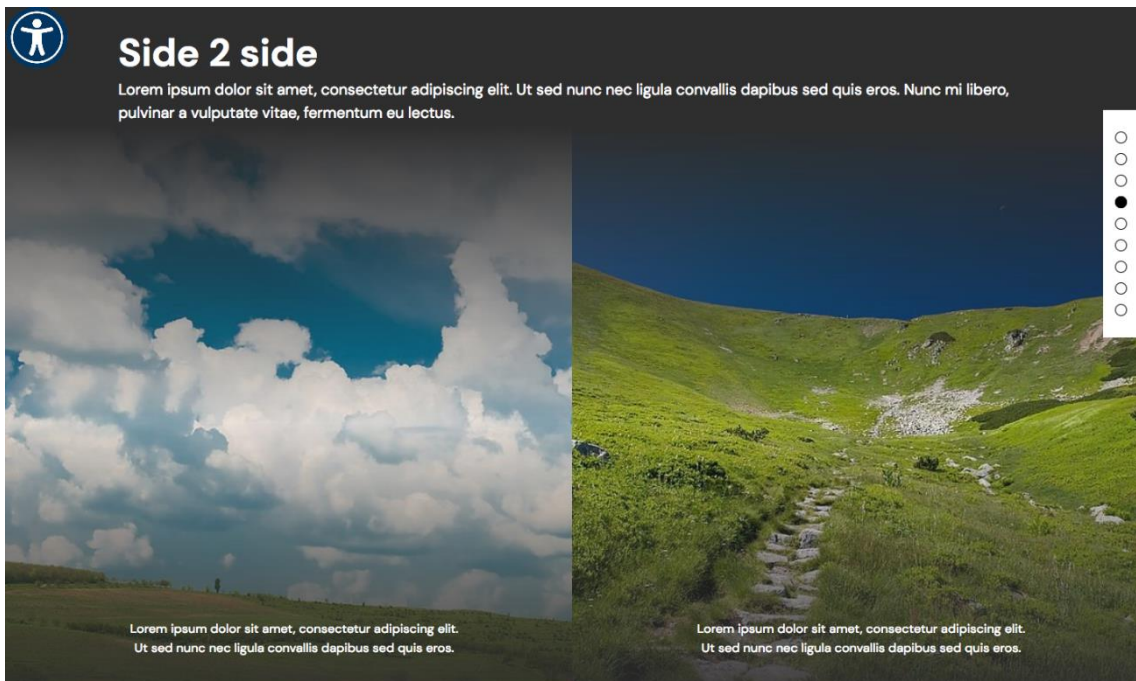 Side 2 side
Lorem ipsum dolor sit amet, consectetur adipiscing elit. Ut sed nunc nec ligula convallis dapibus sed quis eros. Nunc mi libero,
pulvinar a vulputate vitae, fermentum eu lectus.
Lorem ipsum dolor sit amet, consectetur adipiscing elit.
Ut sed nunc nec ligula convallis dapibus sed quis eros.
Lorem ipsum dolor sit amet, consectetur adipiscing elit.
Ut sed nunc nec ligula convallis dapibus sed quis eros.